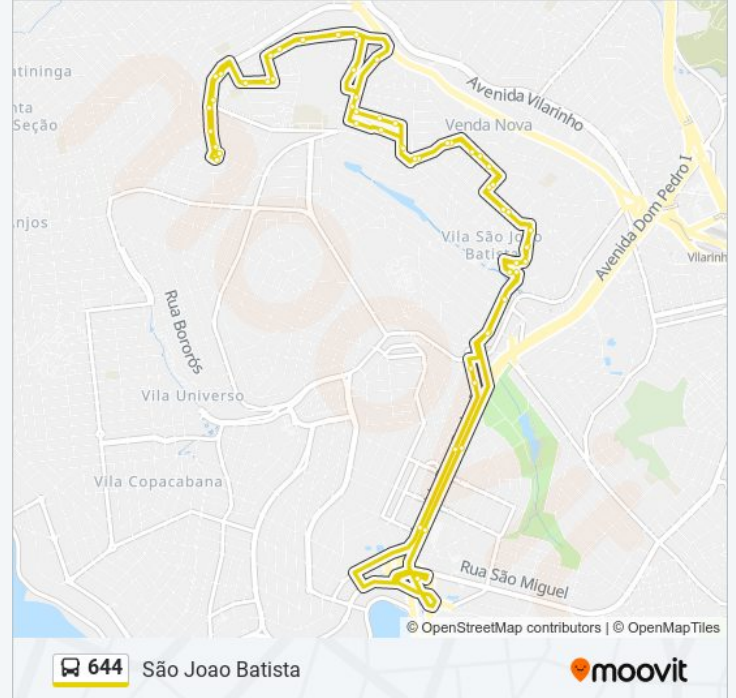 atininga
nta
Seção
Avenida Vilarinho
Venda Nova
njos
Vila São João
Batista
Avenida Dom Pedro I
Vilarinh
Rua Bororós
Vila Universo
Vila Copacabana
Rua São Miguel
© OpenStreetMap contributors | © OpenMapTiles
644 São Joao Batista
moovit